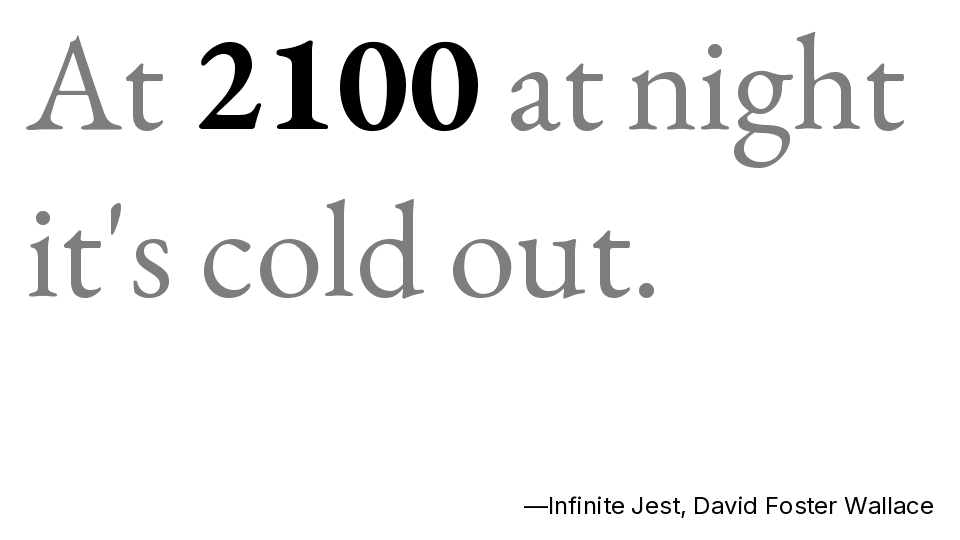 At 2100 at night
it's cold out.
—Infinite Jest, David Foster Wallace